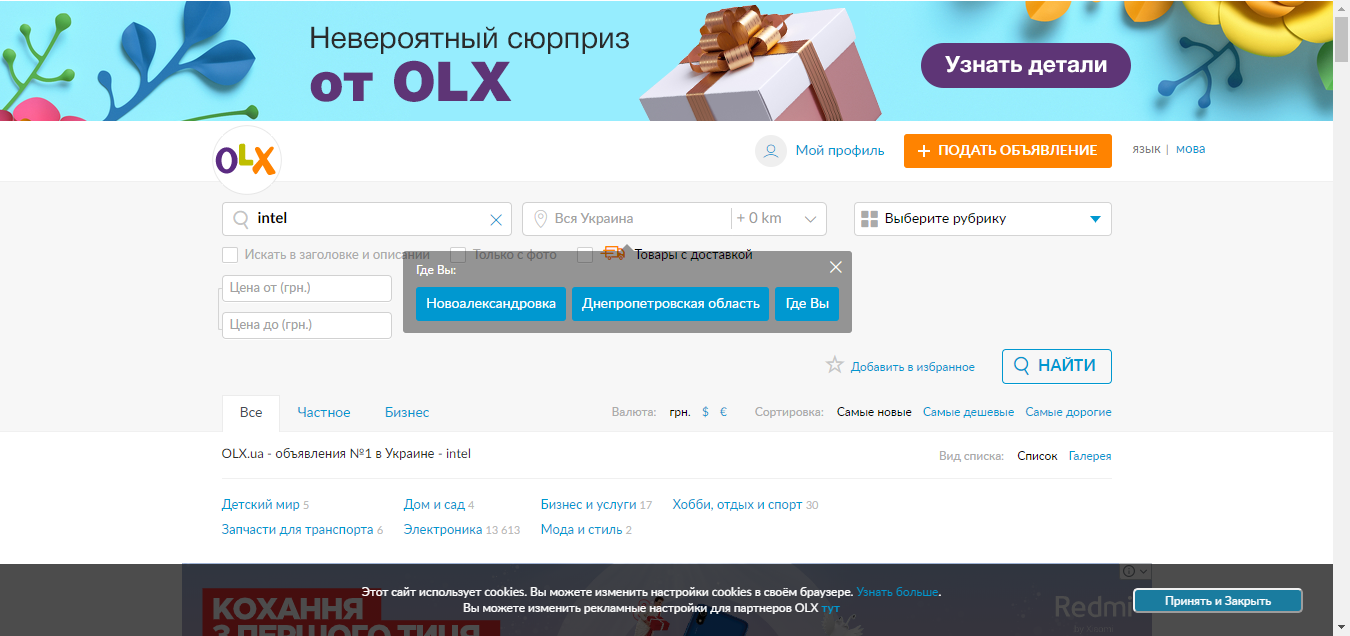 Невероятный сюрприз
от OLX
Узнать детали
OLX
Мой профиль
+ ПОДАТЬ ОБЪЯВЛЕНИЕ
язык | мова
intel
Вся Украина
+ 0 km
Выберите рубрику
Искать в заголовке и описании
Только с фото
Товары с доставкой
Где Вы:
Новоалександровка
Днепропетровская область
Где Вы
Цена от (грн.)
Цена до (грн.)
Добавить в избранное
НАЙТИ
Все
Частное
Бизнес
Валюта: грн. $ €
Сортировка: Самые новые Самые дешевые Самые дорогие
OLX.ua - объявления №1 в Украине - intel
Вид списка: Список Галерея
Детский мир 5
Дом и сад 4
Бизнес и услуги 17
Хобби, отдых и спорт 30
Запчасти для транспорта 6
Электроника 13 613
Мода и стиль 2
Этот сайт использует cookies. Вы можете изменить настройки cookies в своём браузере. Узнать больше.
Вы можете изменить рекламные настройки для партнеров OLX тут
Принять и Закрыть
КОХАННЯ
З ПЕРШОГО ТИЦЯ
Redmi
by Xiaomi